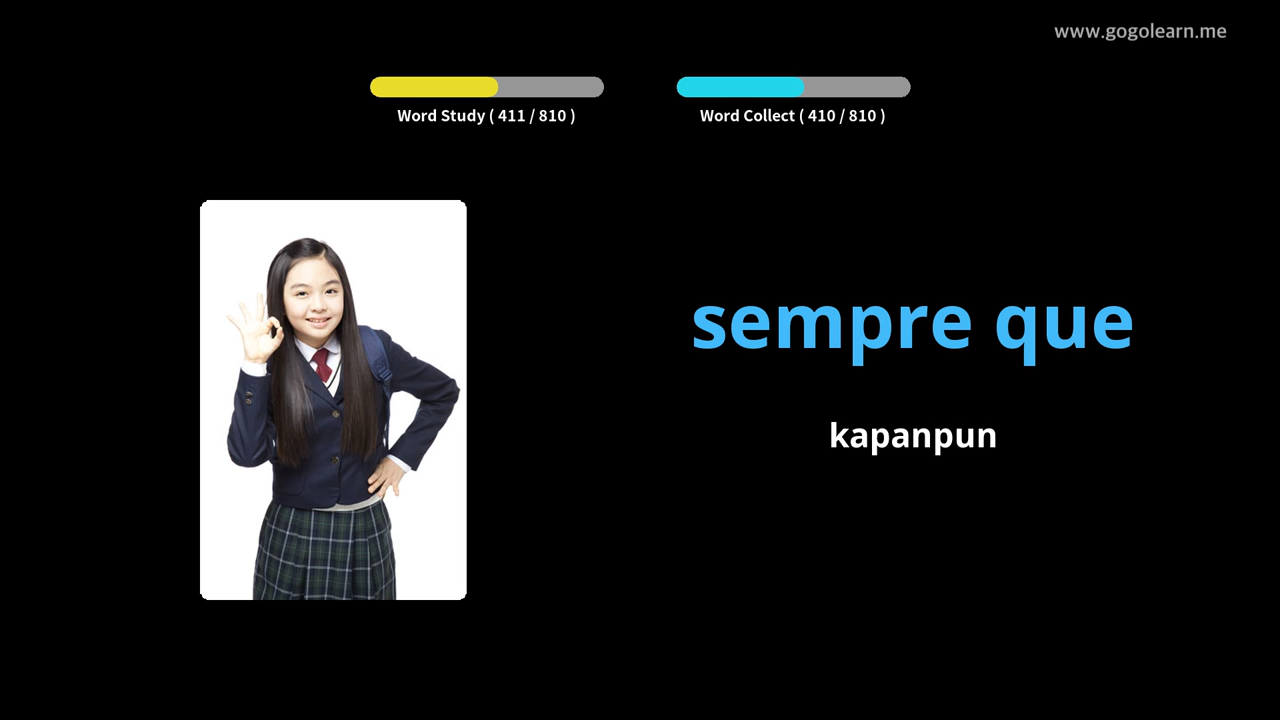 www.gogolearn.me
Word Study ( 411 / 810 )
Word Collect ( 410 / 810 )
sempre que
kapanpun